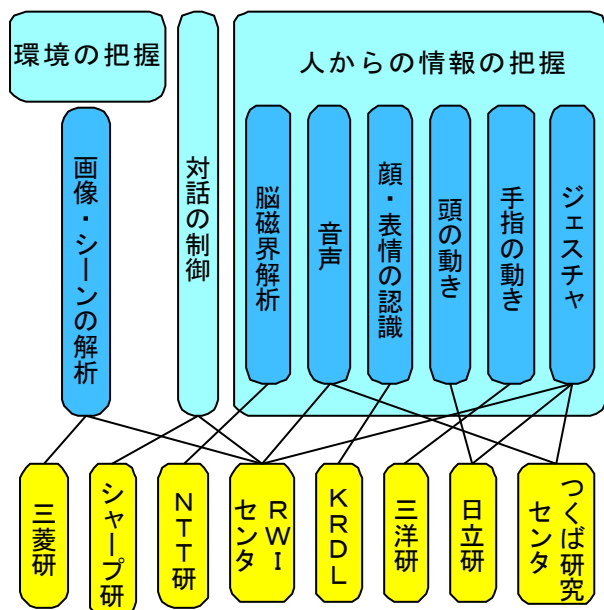 環境の把握
人からの情報の把握
画像・シーンの解析
対話の制御
脳磁界解析
音声
顔・表情の認識
頭の動き
手指の動き
ジェスチャ
三菱研
シャープ研
ＮＴＴ研
ＲＷＩ
センタ
ＫＲＤＬ
三洋研
日立研
つくば研究
センタ